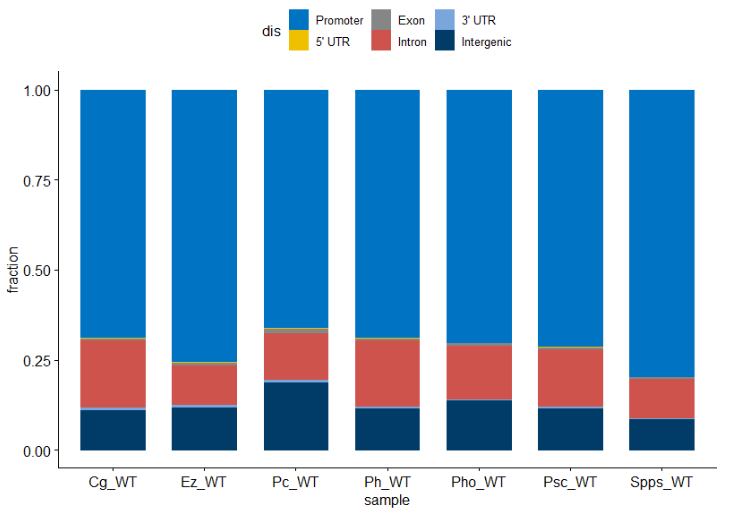 dis
Promoter Exon 3' UTR
5' UTR Intron Intergenic
1.00
0.75
0.50
0.25
0.00
fraction
Cg_WT Ez_WT Pc_WT Ph_WT Pho_WT Psc_WT Spps_WT
sample